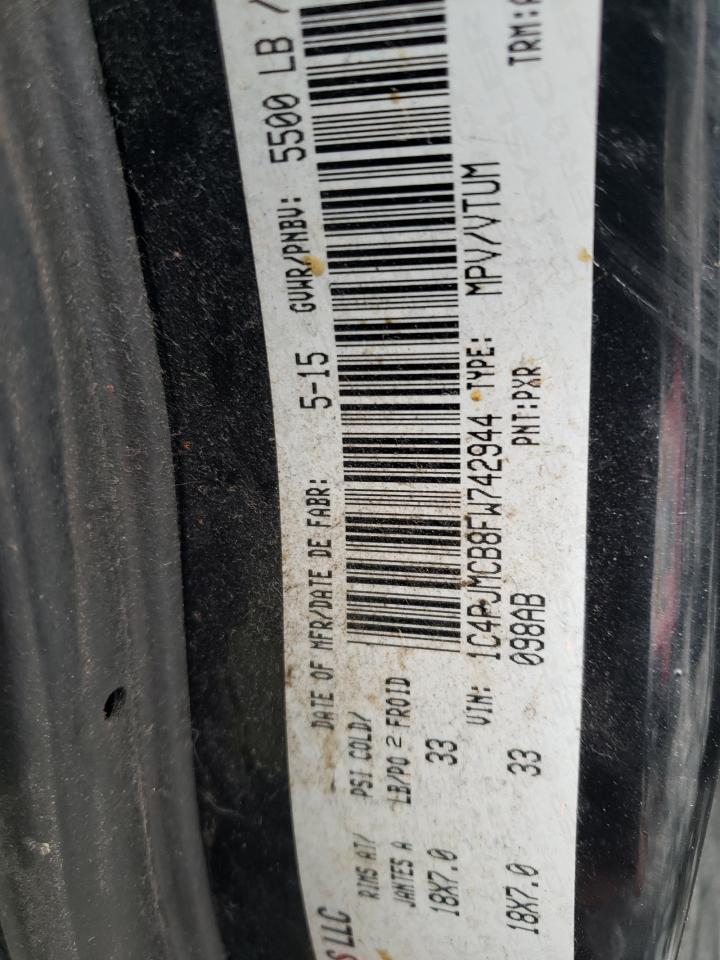 S LLC
DATE OF MFR/DATE DE FABR: 5-15 GVWR/PNBV: 5500 LB /
RIMS AT/ PSI COLD/
JANTES A LB/PO 2 FROID
18X7.0 33
VIN: 1C4PJMCB8FW742944 TYPE: MPV/VTUM
18X7.0 33 098AB PNT:PXR TRM: